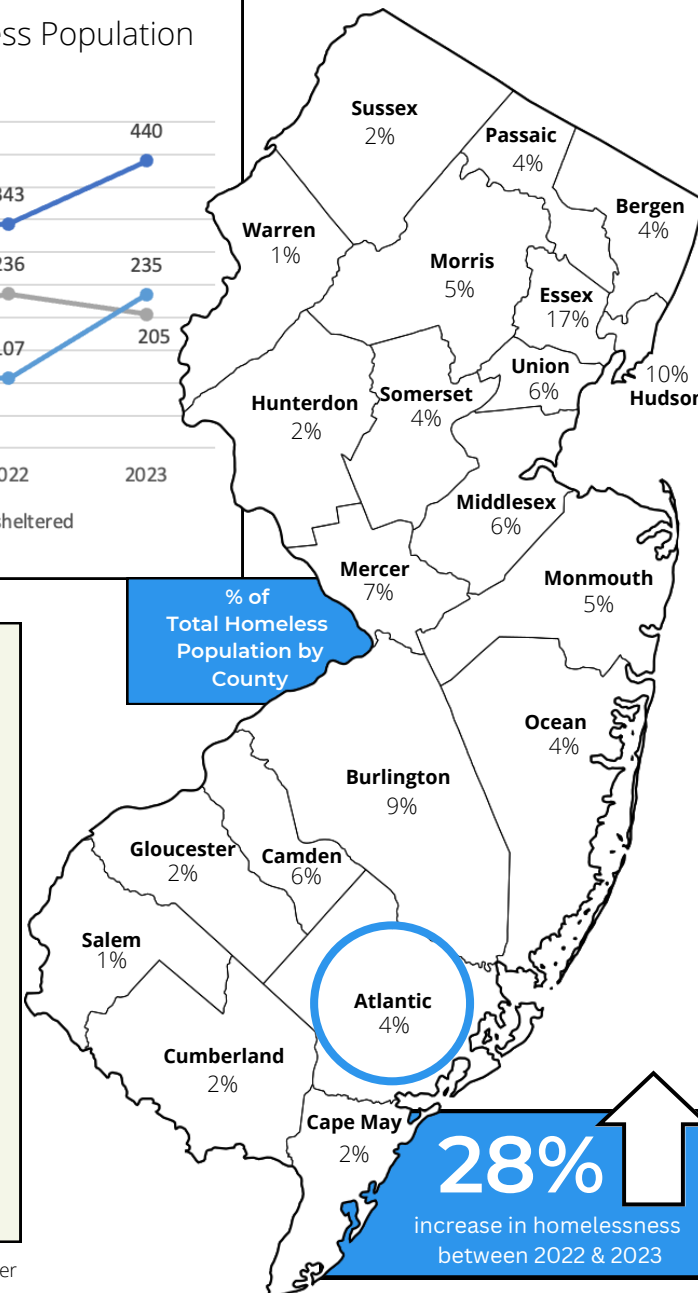 ss Population
440
343
236
235
107
205
022
2023
sheltered
Sussex
2%
Passaic
4%
Bergen
4%
Warren
1%
Morris
5%
Essex
17%
Union
6%
10%
Hudson
Hunterdon
2%
Somerset
4%
Middlesex
6%
Mercer
7%
Monmouth
5%
% of
Total Homeless
Population by
County
Ocean
4%
Burlington
9%
Gloucester
2%
Camden
6%
Salem
1%
Atlantic
4%
Cumberland
2%
Cape May
2%
28%
increase in homelessness
between 2022 & 2023
er